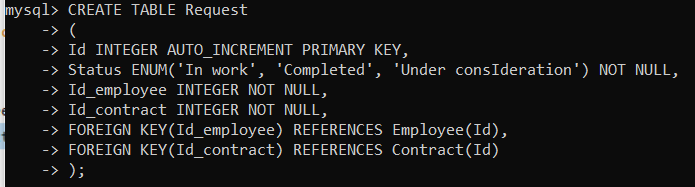 mysql> CREATE TABLE Request
-> (
-> Id INTEGER AUTO_INCREMENT PRIMARY KEY,
-> Status ENUM('In work', 'Completed', 'Under consIderation') NOT NULL,
-> Id_employee INTEGER NOT NULL,
-> Id_contract INTEGER NOT NULL,
-> FOREIGN KEY(Id_employee) REFERENCES Employee(Id),
-> FOREIGN KEY(Id_contract) REFERENCES Contract(Id)
-> );